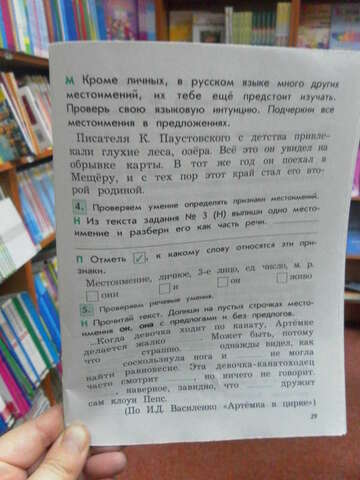 М Кроме личных, в русском языке много других
местоимений, их тебе ещё предстоит изучать.
Проверь свою языковую интуицию. Подчеркни все
местоимения в предложениях.
Писателя К. Паустовского с детства привле-
кали глухие леса, озёра. Всё это он увидел на
обрывке карты. В тот же год он поехал в
Мещёру, и с тех пор этот край стал его вто-
рой родиной.
4. Проверяем умение определять признаки местоимений.
Н Из текста задания № 3 (Н) выпиши одно место-
имение и разбери его как часть речи.
П Отметь ✓, к какому слову относятся эти при-
знаки.
Местоимение, личное, 3-е лицо, ед. число, м. р.
они и он живо
5. Проверяем речевые умения.
Н Прочитай текст. Допиши на пустых строчках место-
имения он, она с предлогами и без предлогов.
...Когда девочка ходит по канату, Артёмке
делается жалко страшно. Может быть, потому
что однажды видел, как
соскользнула нога и не могла
найти равновесие. Эта девочка-канатоходец
часто смотрит , но ничего не говорит.
, наверное, завидно, что дружит
сам клоун Пепс.
(По И.Д. Василенко «Артёмка в цирке»)
29